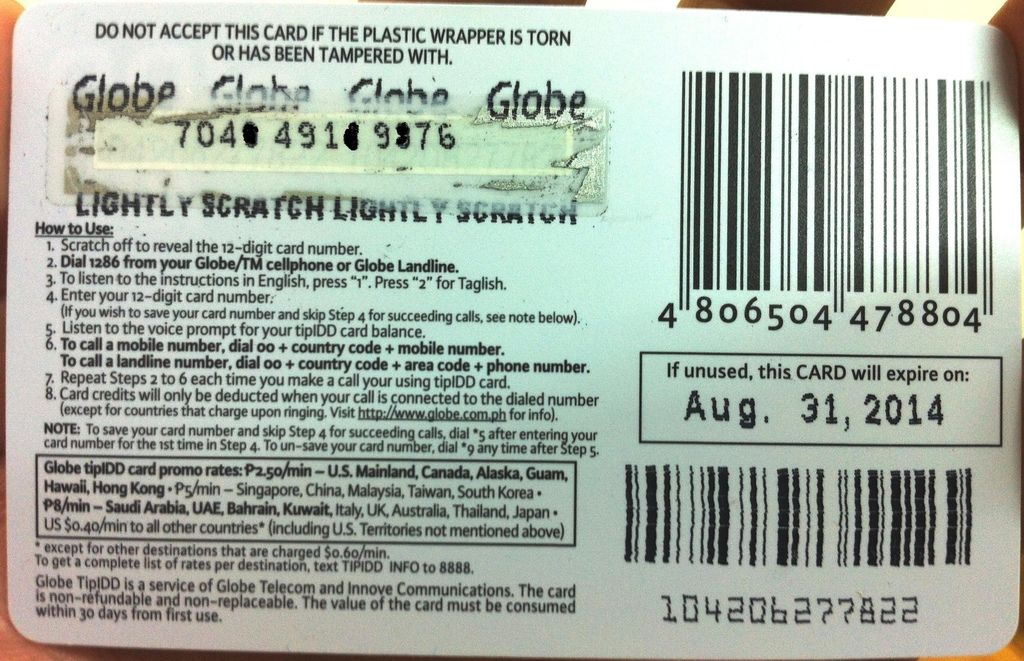 DO NOT ACCEPT THIS CARD IF THE PLASTIC WRAPPER IS TORN
OR HAS BEEN TAMPERED WITH.
Globe Globe Globe Globe
704 491 9 76
LIGHTLY SCRATCH LIGHTLY SCRATCH
How to Use:
1. Scratch off to reveal the 12-digit card number.
2. Dial 1286 from your Globe/TM cellphone or Globe Landline.
3. To listen to the instructions in English, press "1". Press "2" for Taglish.
4. Enter your 12-digit card number.
(If you wish to save your card number and skip Step 4 for succeeding calls, see note below).
5. Listen to the voice prompt for your tipIDD card balance.
6. To call a mobile number, dial 00 + country code + mobile number.
To call a landline number, dial 00 + country code + area code + phone number.
7. Repeat Steps 2 to 6 each time you make a call your using tipIDD card.
8. Card credits will only be deducted when your call is connected to the dialed number
(except for countries that charge upon ringing. Visit http://www.globe.com.ph for info).
NOTE: To save your card number and skip Step 4 for succeeding calls, dial *5 after entering your
card number for the 1st time in Step 4. To un-save your card number, dial *9 any time after Step 5.
Globe tipIDD card promo rates: ₱2.50/min – U.S. Mainland, Canada, Alaska, Guam,
Hawaii, Hong Kong • ₱5/min – Singapore, China, Malaysia, Taiwan, South Korea •
₱8/min – Saudi Arabia, UAE, Bahrain, Kuwait, Italy, UK, Australia, Thailand, Japan •
US $0.40/min to all other countries* (including U.S. Territories not mentioned above)
* except for other destinations that are charged $0.60/min.
To get a complete list of rates per destination, text TIPIDD INFO to 8888.
Globe TipIDD is a service of Globe Telecom and Innove Communications. The card
is non-refundable and non-replaceable. The value of the card must be consumed
within 30 days from first use.
4 806504 478804
If unused, this CARD will expire on:
Aug. 31, 2014
104206277822